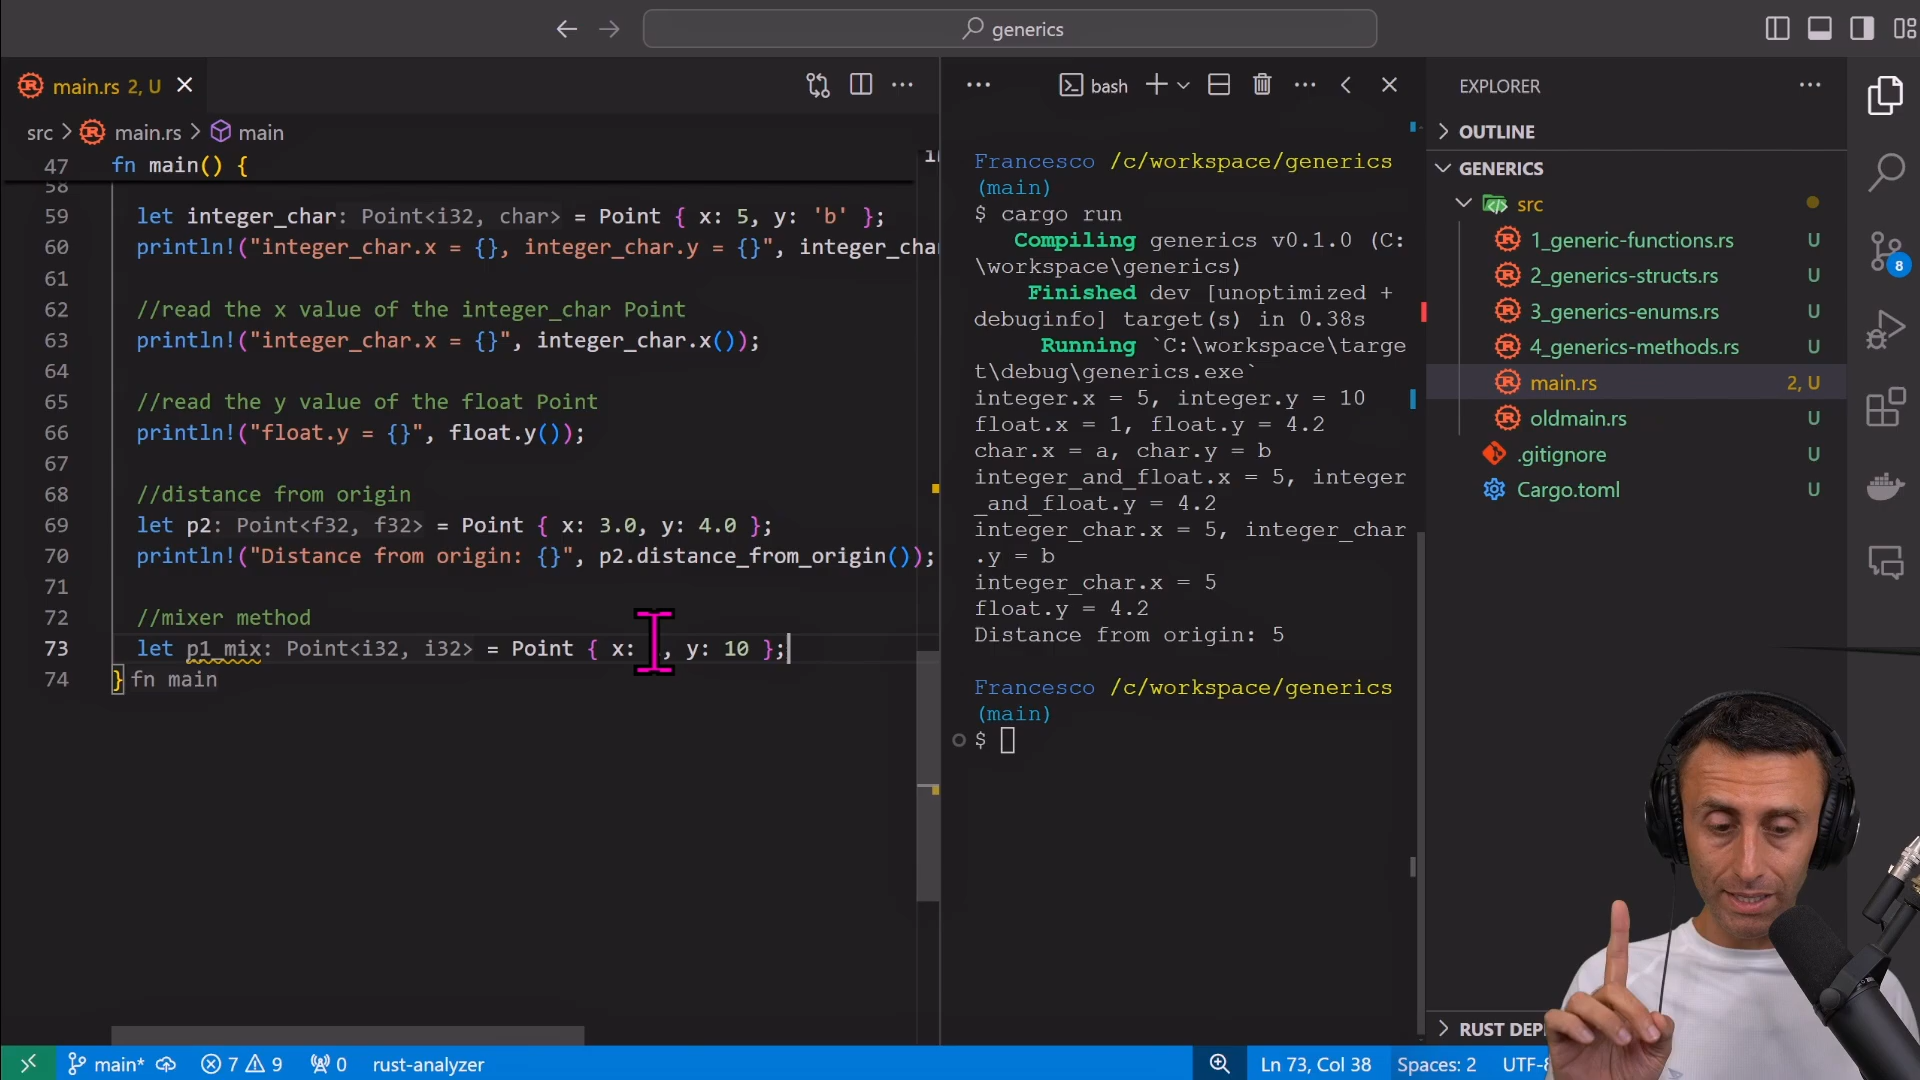 generics
main.rs 2, U
src > main.rs > main
47 fn main() {
58
59 let integer_char: Point<i32, char> = Point { x: 5, y: 'b' };
60 println!("integer_char.x = {}, integer_char.y = {}", integer_cha
61
62 //read the x value of the integer_char Point
63 println!("integer_char.x = {}", integer_char.x());
64
65 //read the y value of the float Point
66 println!("float.y = {}", float.y());
67
68 //distance from origin
69 let p2: Point<f32, f32> = Point { x: 3.0, y: 4.0 };
70 println!("Distance from origin: {}", p2.distance_from_origin());
71
72 //mixer method
73 let p1_mix: Point<i32, i32> = Point { x: , y: 10 };
74 } fn main
bash
Francesco /c/workspace/generics
(main)
$ cargo run
Compiling generics v0.1.0 (C:
\workspace\generics)
Finished dev [unoptimized +
debuginfo] target(s) in 0.38s
Running `C:\workspace\targe
t\debug\generics.exe`
integer.x = 5, integer.y = 10
float.x = 1, float.y = 4.2
char.x = a, char.y = b
integer_and_float.x = 5, integer
_and_float.y = 4.2
integer_char.x = 5, integer_char
.y = b
integer_char.x = 5
float.y = 4.2
Distance from origin: 5
Francesco /c/workspace/generics
(main)
$
EXPLORER
OUTLINE
GENERICS
src
1_generic-functions.rs U
2_generics-structs.rs U
3_generics-enums.rs U
4_generics-methods.rs U
main.rs 2, U
oldmain.rs U
.gitignore U
Cargo.toml U
RUST DEP
8
main* 7 9 0 rust-analyzer
Ln 73, Col 38 Spaces: 2 UTF-8